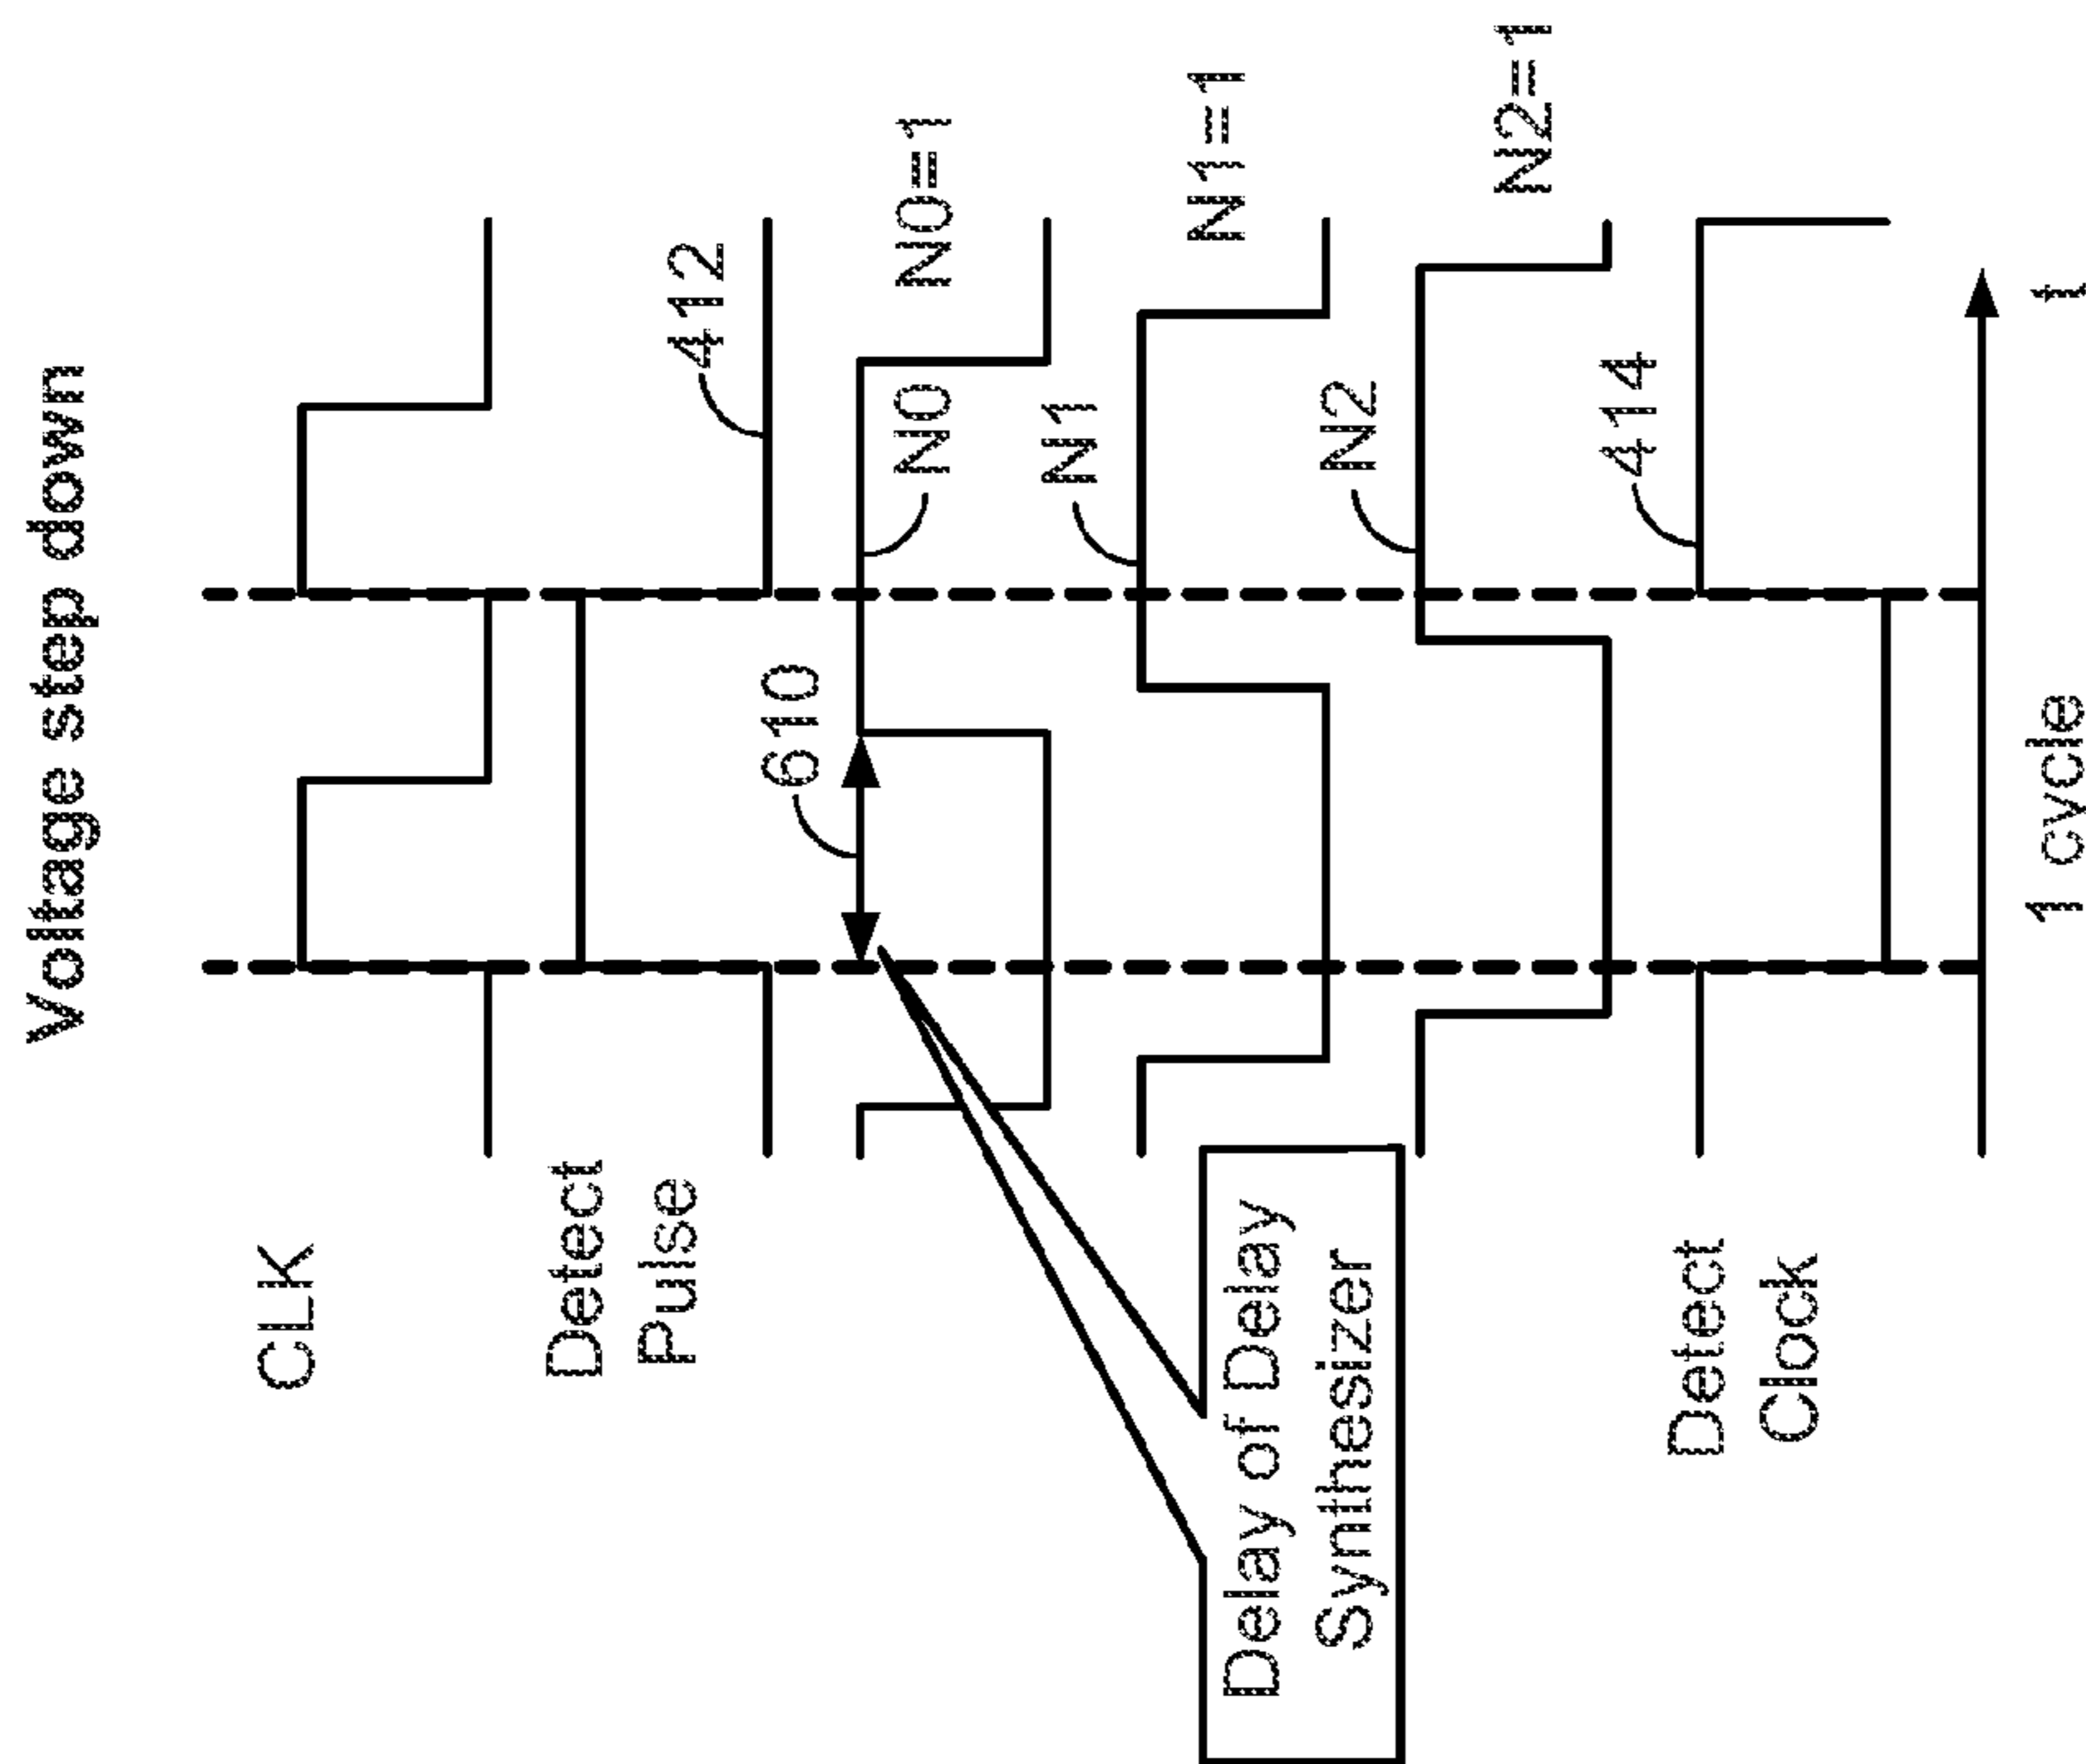 Voltage step down
CLK
Detect
Pulse
412
610
N0
N0=1
N1
N1=1
Delay of Delay
Synthesizer
N2
N2=1
Detect
Clock
414
1 cycle
t